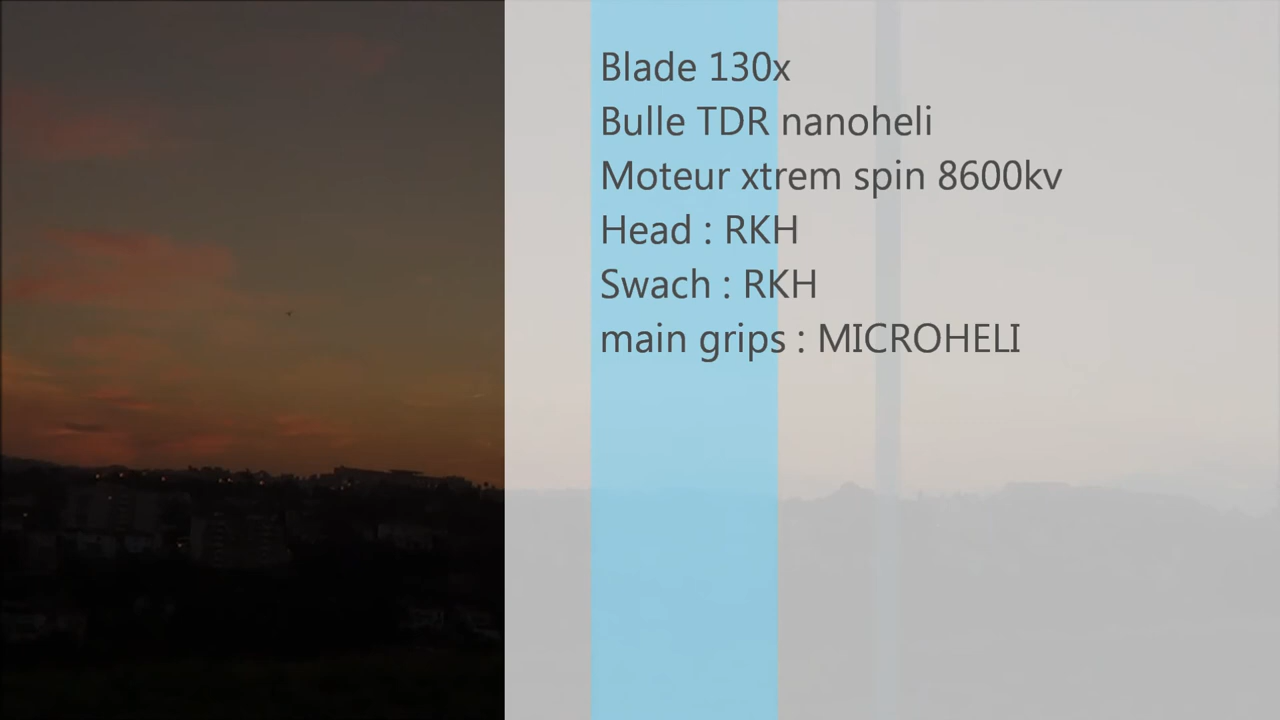 Blade 130x
Bulle TDR nanoheli
Moteur xtrem spin 8600kv
Head : RKH
Swach : RKH
main grips : MICROHELI